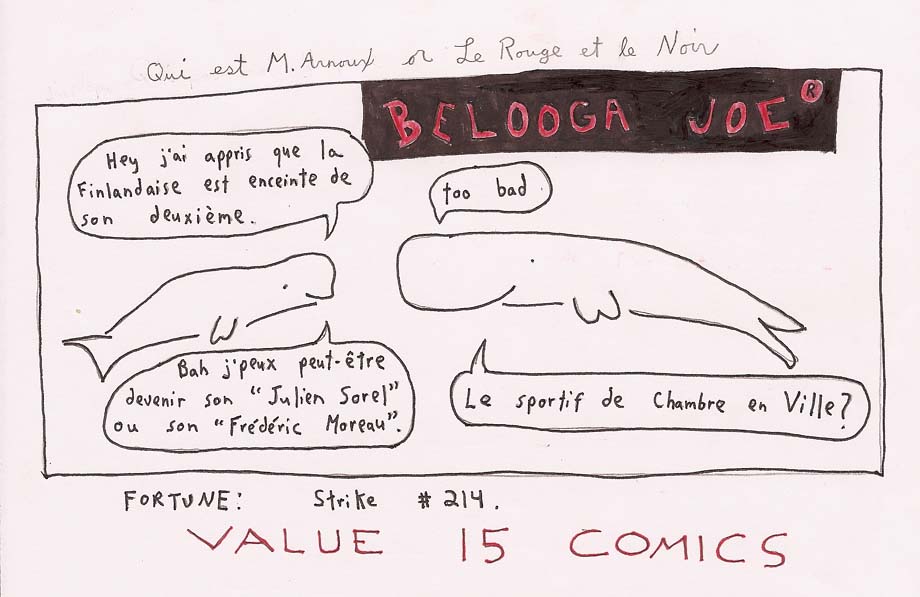 Qui est M. Arnoux or Le Rouge et le Noir
BELOOGA JOE®
Hey j'ai appris que la
Finlandaise est enceinte de
son deuxième.
too bad
Bah j'peux peut-être
devenir son "Julien Sorel"
ou son "Frédéric Moreau".
Le sportif de Chambre en Ville?
FORTUNE: Strike # 214.
VALUE 15 COMICS